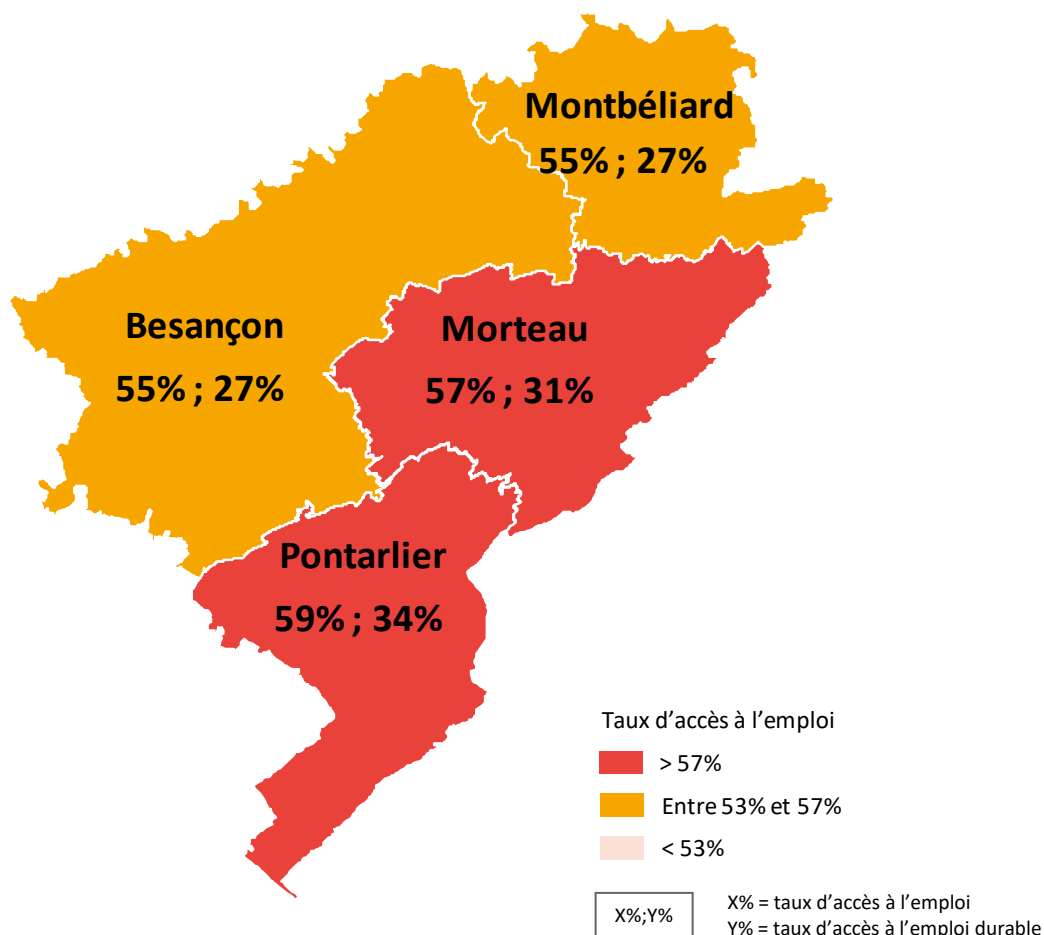 Montbéliard
55% ; 27%
Besançon
55% ; 27%
Morteau
57% ; 31%
Pontarlier
59% ; 34%
Taux d’accès à l’emploi
> 57%
Entre 53% et 57%
< 53%
X%;Y%
X% = taux d’accès à l’emploi
Y% = taux d’accès à l’emploi durable